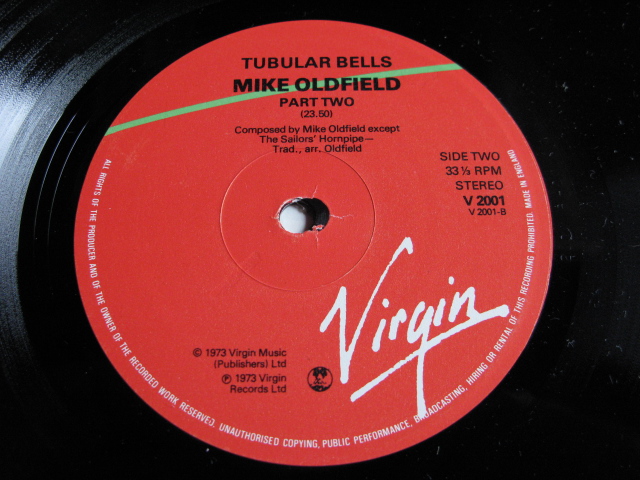 TUBULAR BELLS
MIKE OLDFIELD
PART TWO
(23.50)
Composed by Mike Oldfield except
The Sailors' Hornpipe—
Trad., arr. Oldfield
SIDE TWO
33⅓ RPM
STEREO
V 2001
V 2001-B
Virgin
© 1973 Virgin Music
(Publishers) Ltd
℗ 1973 Virgin
Records Ltd
ALL RIGHTS OF THE PRODUCER AND OF THE OWNER OF THE RECORDED WORK RESERVED. UNAUTHORISED COPYING, PUBLIC PERFORMANCE, BROADCASTING, HIRING OR RENTAL OF THIS RECORDING PROHIBITED. MADE IN ENGLAND